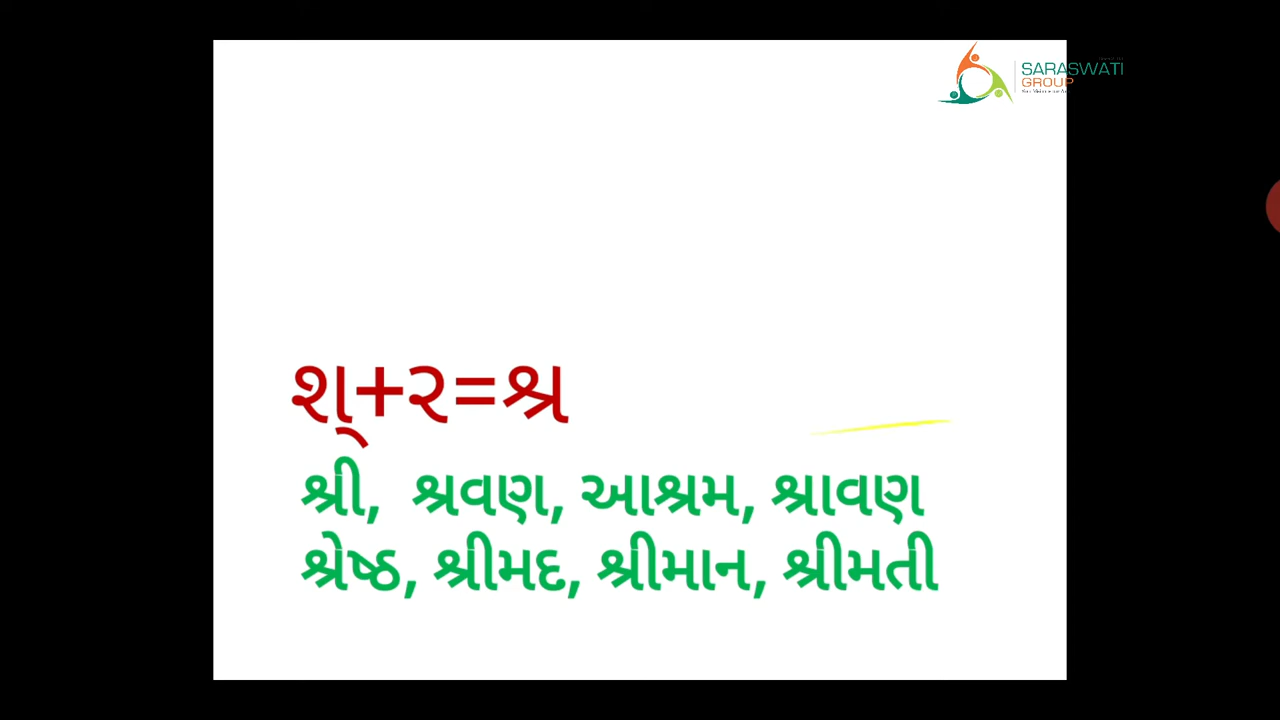 SARASWATI
GROUP
શ્+ર=શ્ર
શ્રી, શ્રવણ, આશ્રમ, શ્રાવણ
શ્રેષ્ઠ, શ્રીમદ, શ્રીમાન, શ્રીમતી